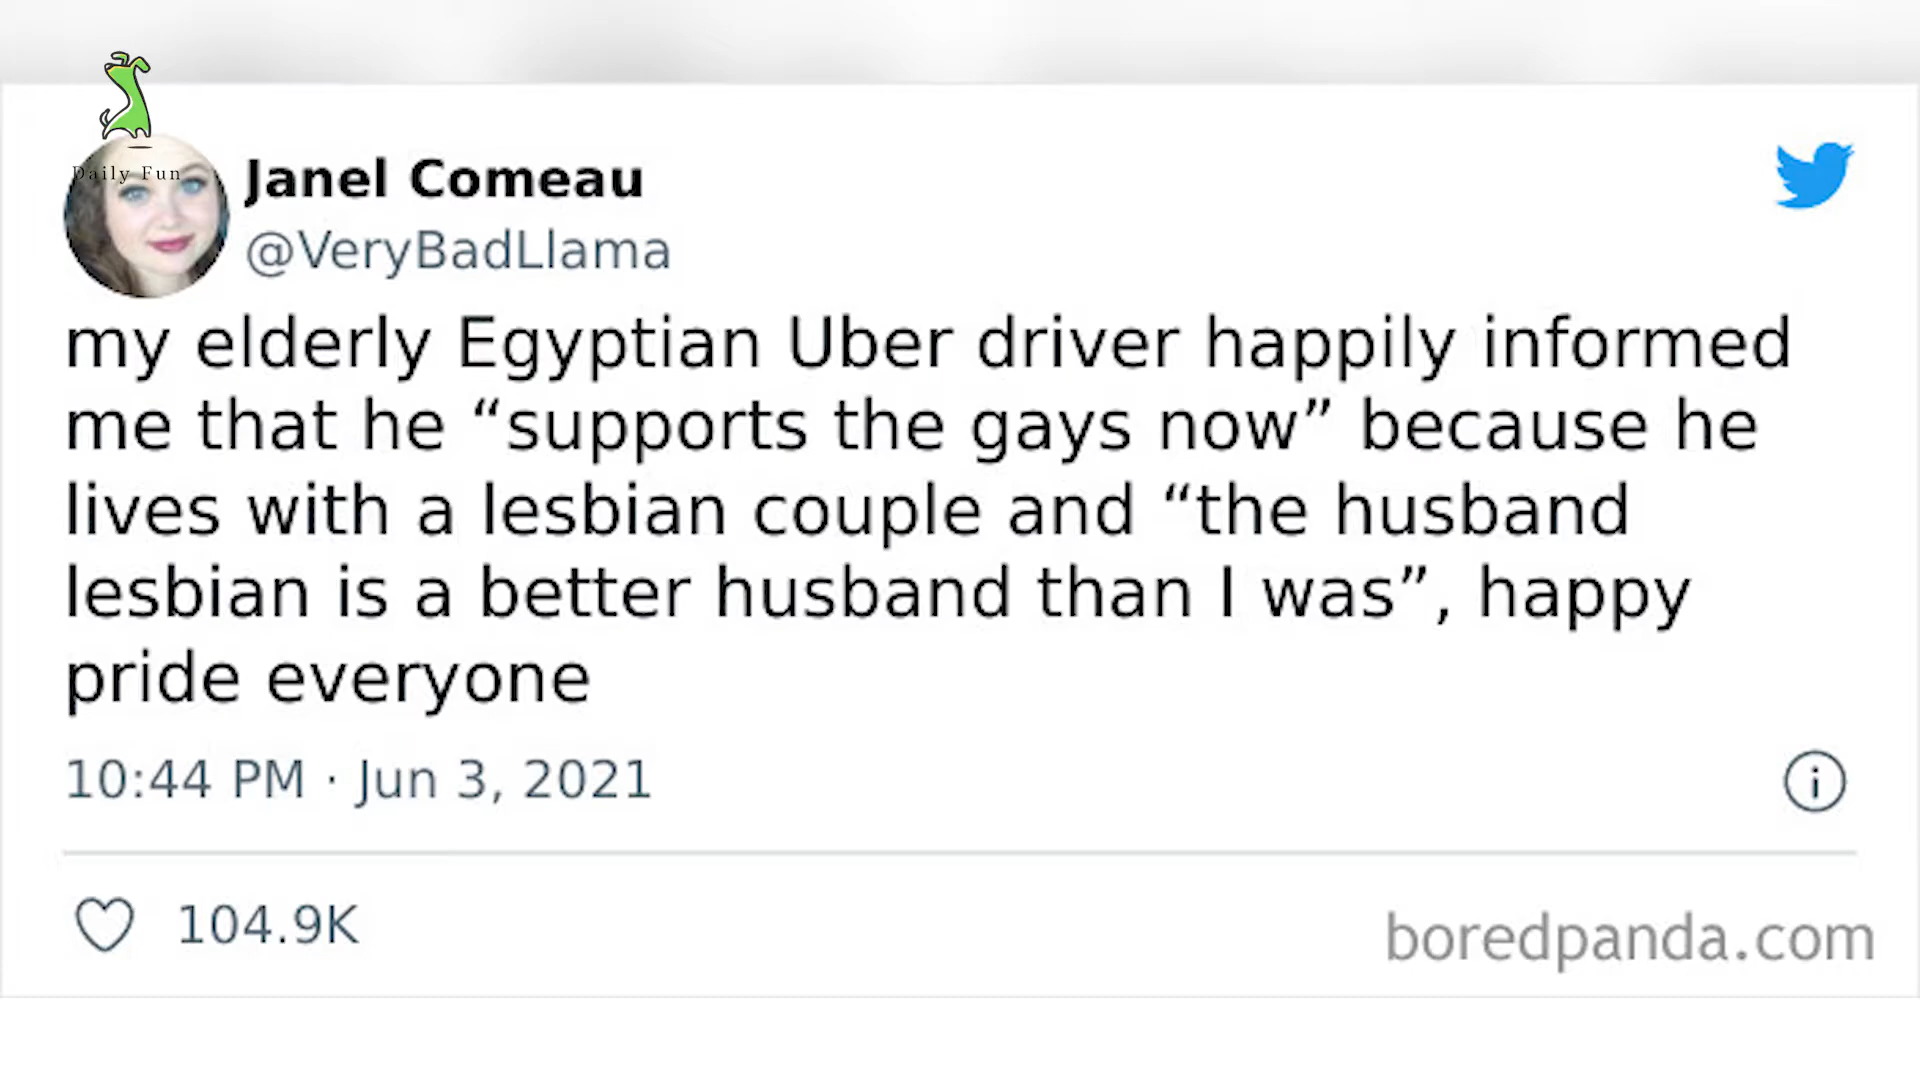 Daily Fun
Janel Comeau
@VeryBadLlama
my elderly Egyptian Uber driver happily informed
me that he “supports the gays now” because he
lives with a lesbian couple and “the husband
lesbian is a better husband than I was”, happy
pride everyone
10:44 PM · Jun 3, 2021
104.9K
boredpanda.com